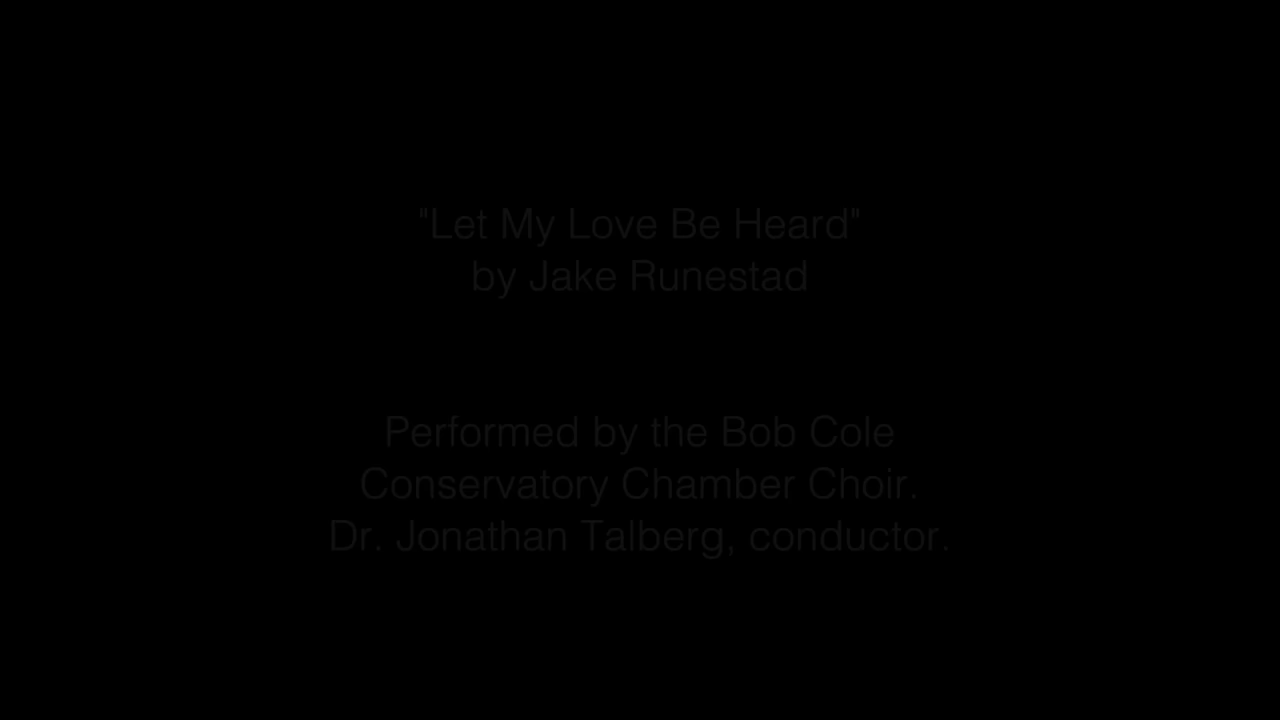 "Let My Love Be Heard"
by Jake Runestad
Performed by the Bob Cole
Conservatory Chamber Choir.
Dr. Jonathan Talberg, conductor.